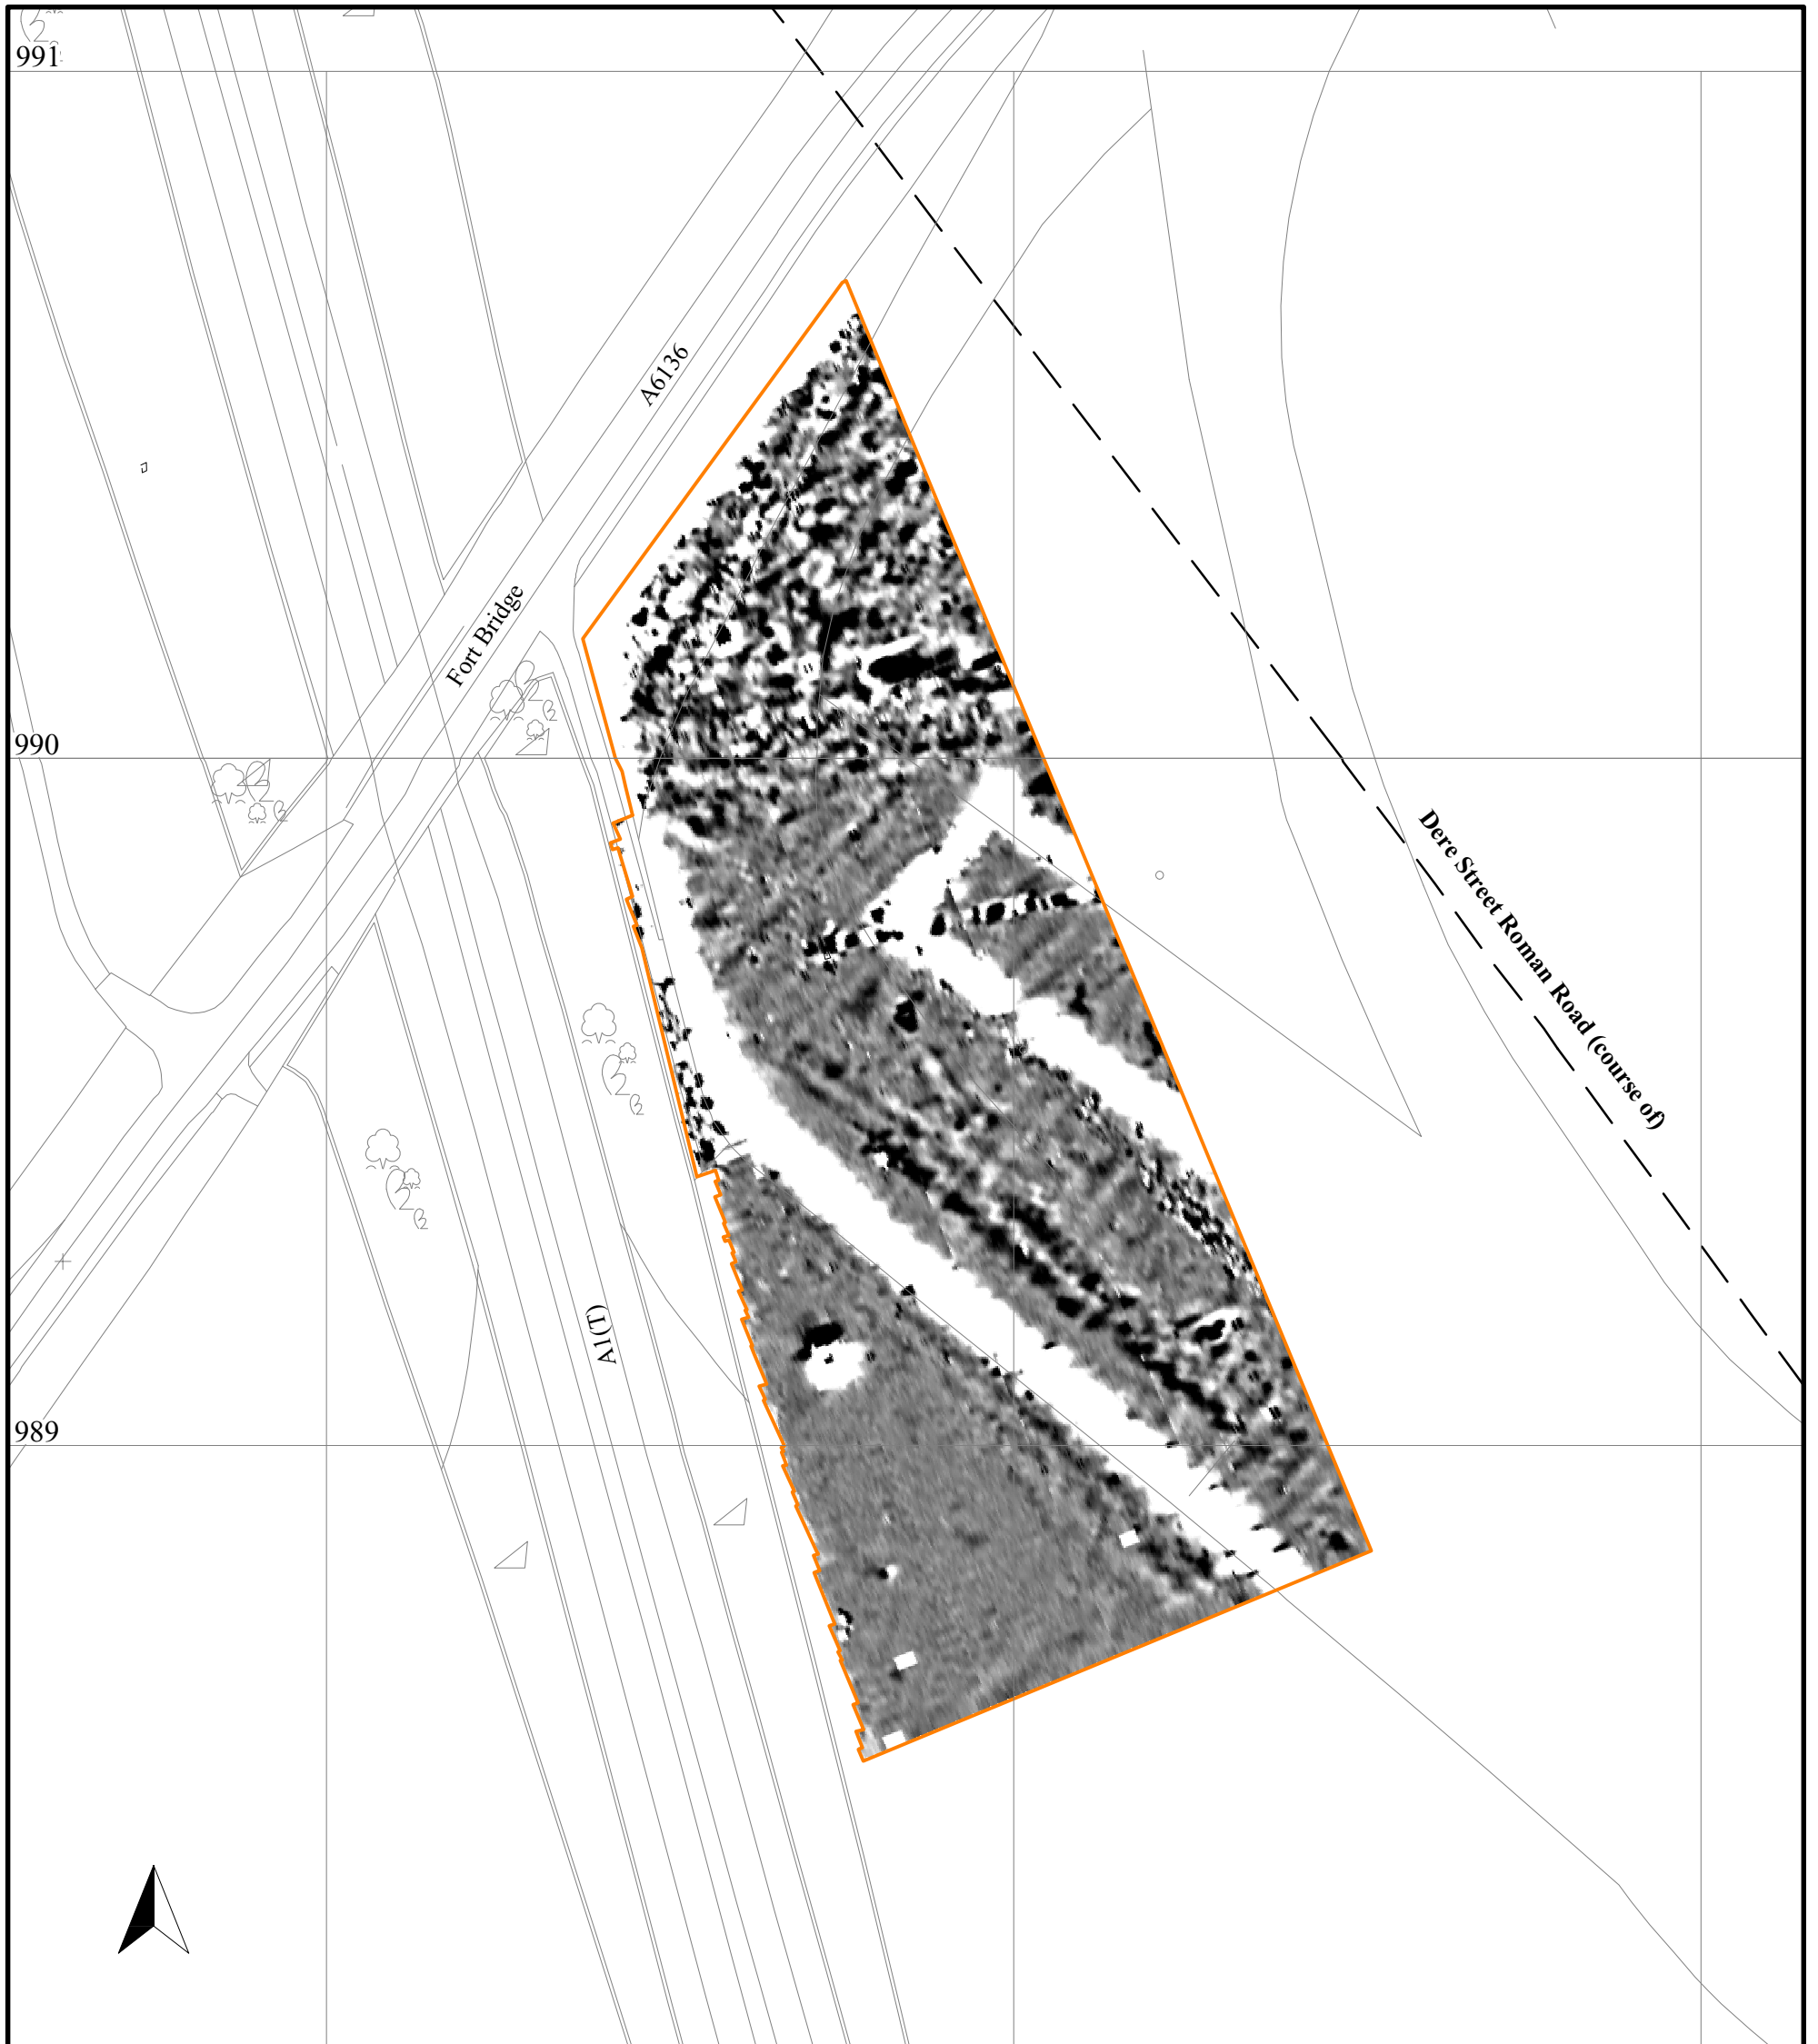 991
A6136
Fort Bridge
990
Dere Street Roman Road (course of)
A1(T)
989